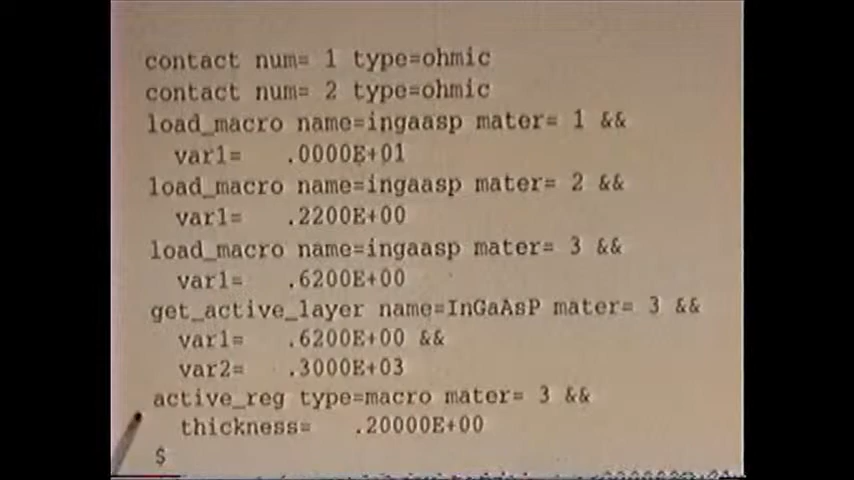 contact num= 1 type=ohmic
contact num= 2 type=ohmic
load_macro name=ingaasp mater= 1 &&
var1= .0000E+01
load_macro name=ingaasp mater= 2 &&
var1= .2200E+00
load_macro name=ingaasp mater= 3 &&
var1= .6200E+00
get_active_layer name=InGaAsP mater= 3 &&
var1= .6200E+00 &&
var2= .3000E+03
active_reg type=macro mater= 3 &&
thickness= .20000E+00
$